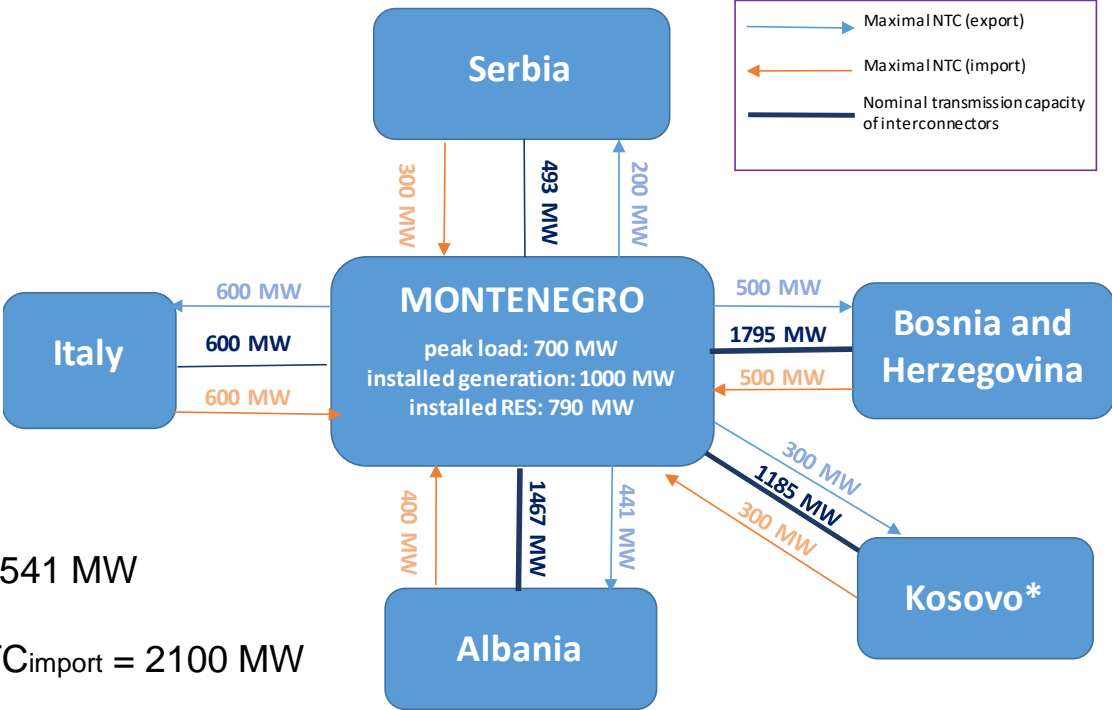 Maximal NTC (export)
Maximal NTC (import)
Nominal transmission capacity
of interconnectors
Serbia
300 MW
493 MW
200 MW
600 MW
600 MW
600 MW
Italy
MONTENEGRO
peak load: 700 MW
installed generation: 1000 MW
installed RES: 790 MW
500 MW
1795 MW
500 MW
Bosnia and
Herzegovina
300 MW
1185 MW
300 MW
Kosovo*
400 MW
1467 MW
441 MW
Albania
541 MW
TCimport = 2100 MW